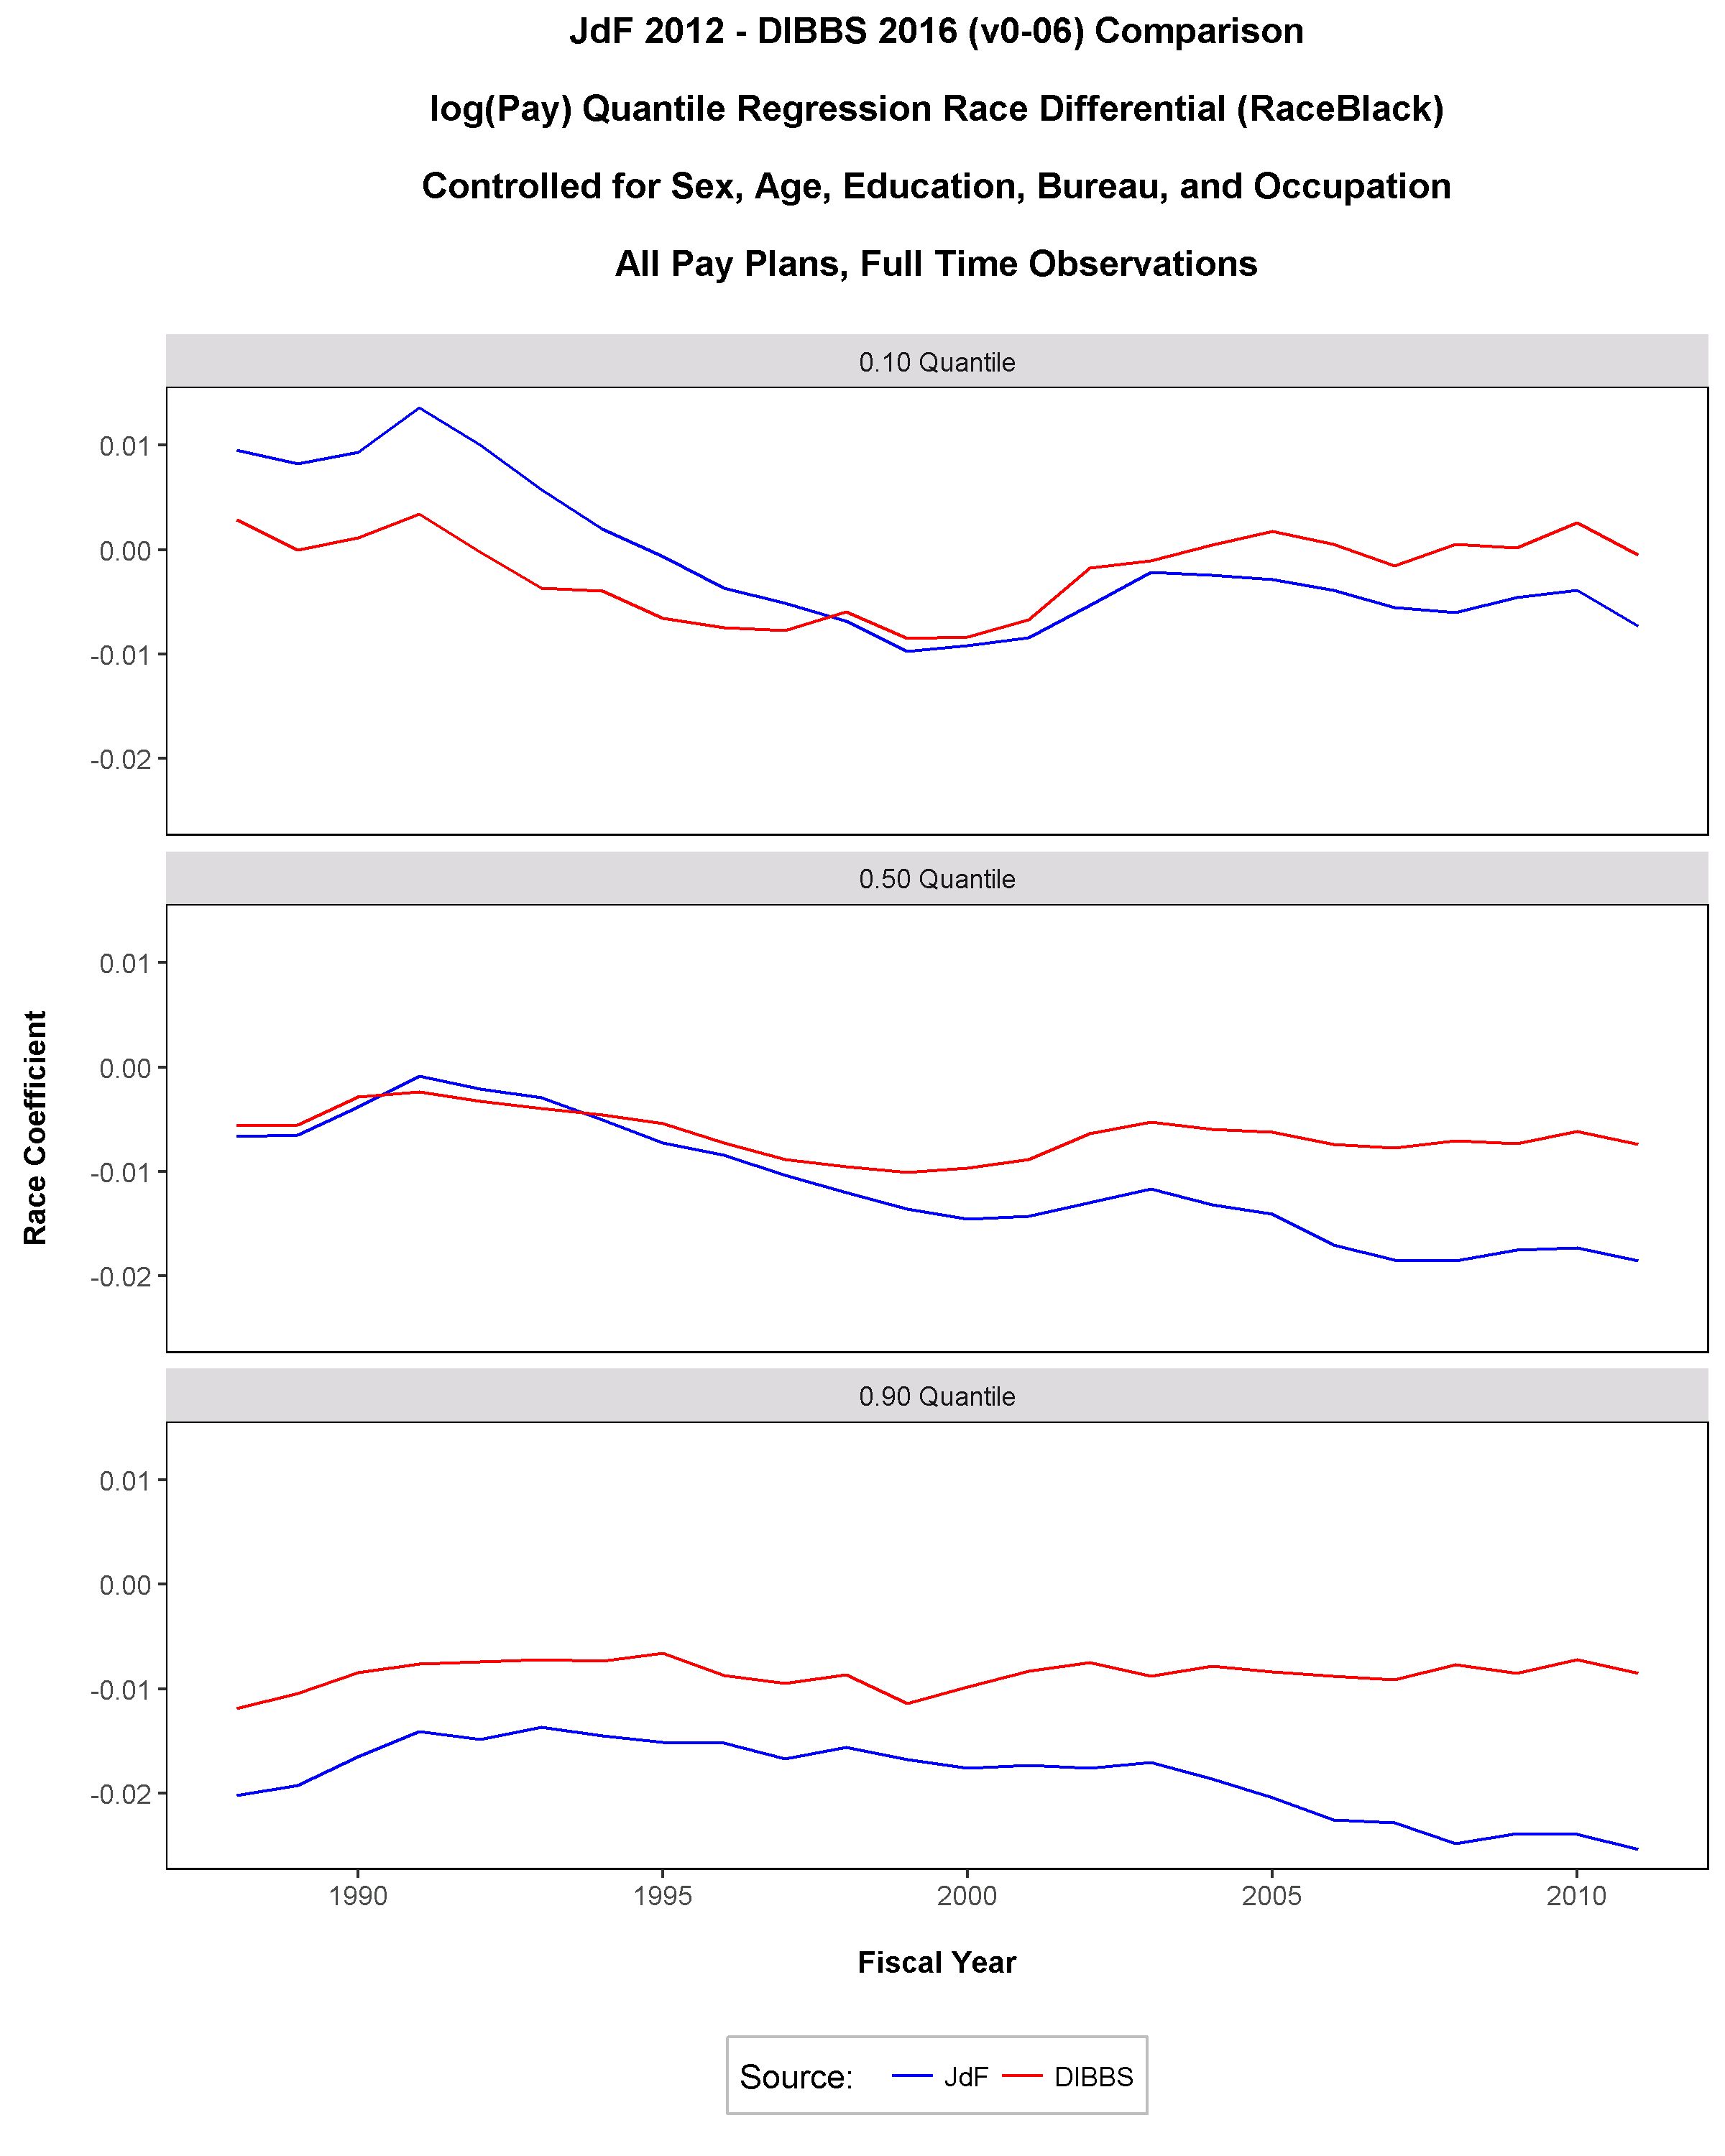 JdF 2012 - DIBBS 2016 (v0-06) Comparison
log(Pay) Quantile Regression Race Differential (RaceBlack)
Controlled for Sex, Age, Education, Bureau, and Occupation
All Pay Plans, Full Time Observations
0.10 Quantile
0.01
0.00
-0.01
-0.02
0.50 Quantile
0.01
0.00
-0.01
-0.02
Race Coefficient
0.90 Quantile
0.01
0.00
-0.01
-0.02
1990 1995 2000 2005 2010
Fiscal Year
Source: JdF DIBBS